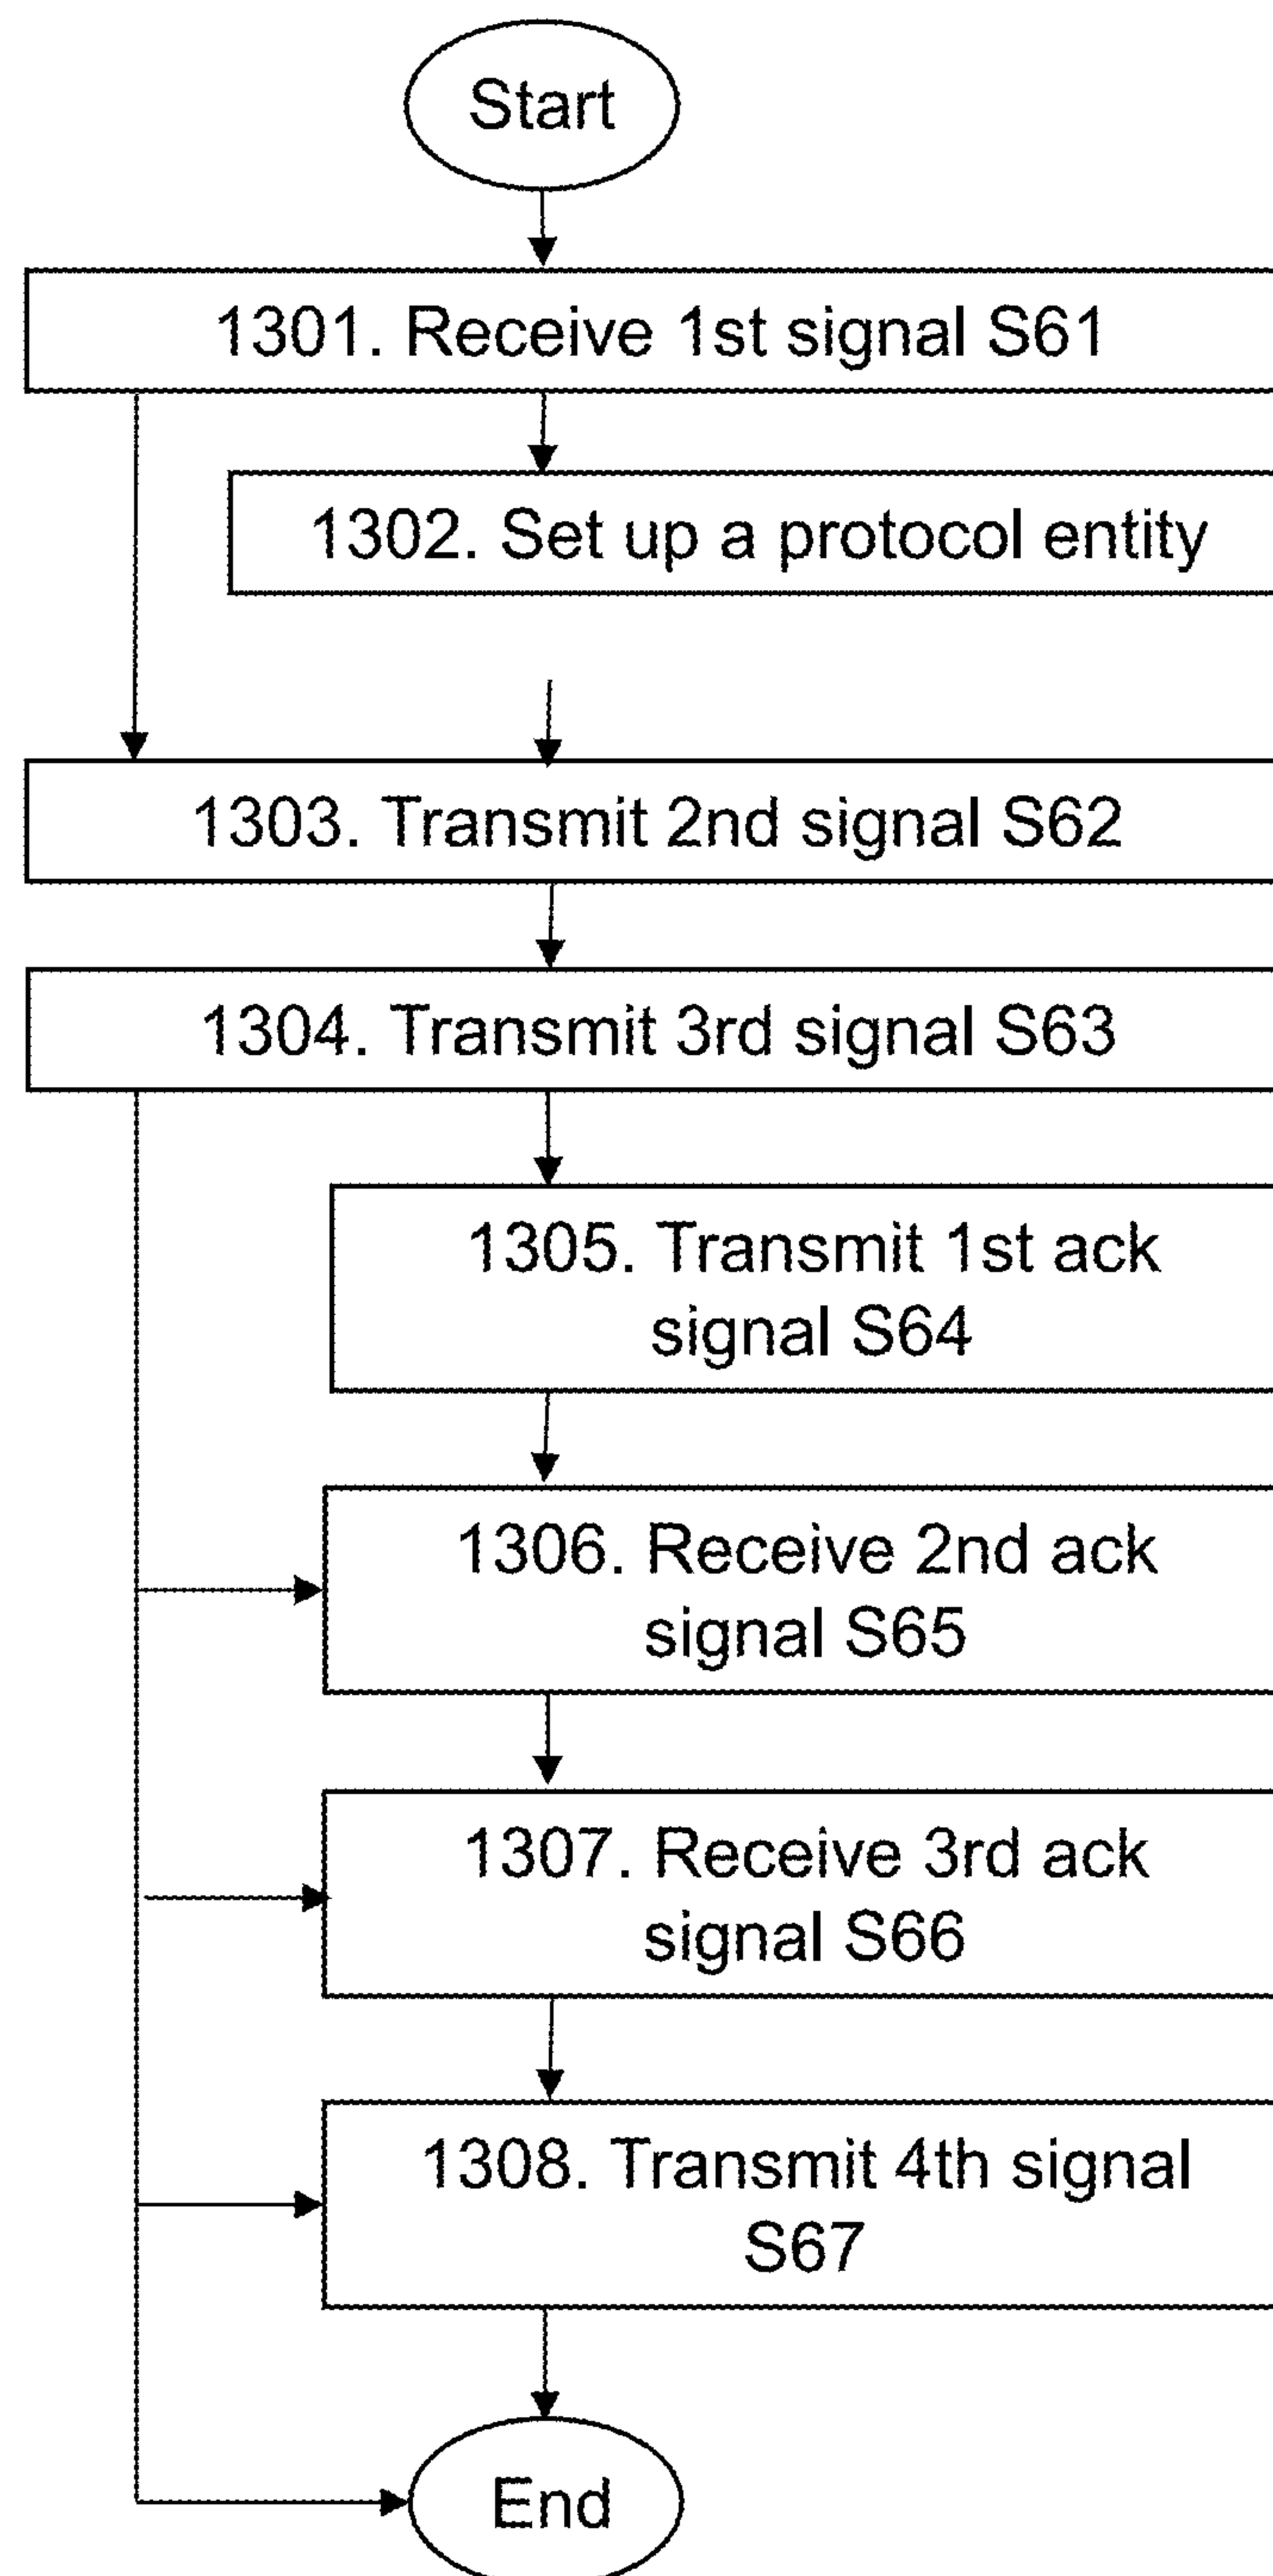 Start
1301. Receive 1st signal S61
1302. Set up a protocol entity
1303. Transmit 2nd signal S62
1304. Transmit 3rd signal S63
1305. Transmit 1st ack
signal S64
1306. Receive 2nd ack
signal S65
1307. Receive 3rd ack
signal S66
1308. Transmit 4th signal
S67
End